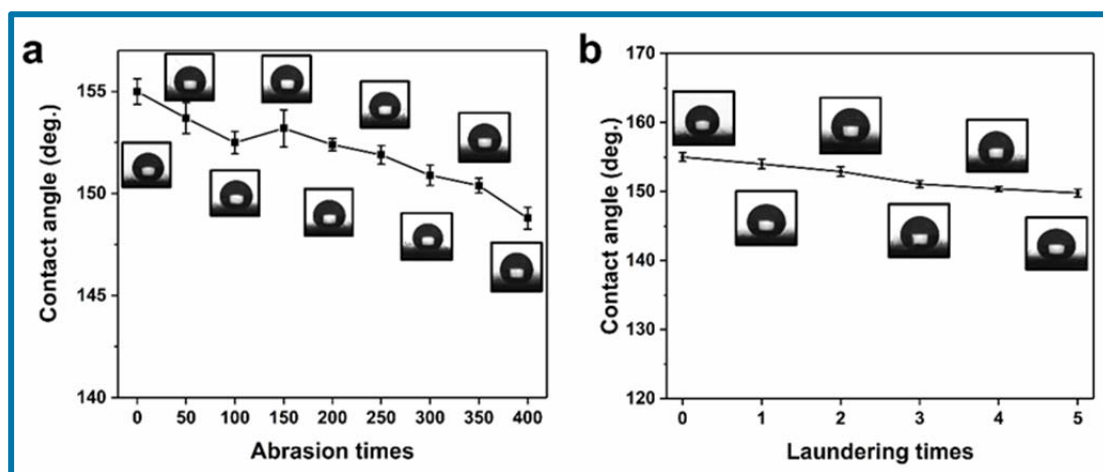 a
Contact angle (deg.)
155
150
145
140
0 50 100 150 200 250 300 350 400
Abrasion times
b
Contact angle (deg.)
170
160
150
140
130
120
0 1 2 3 4 5
Laundering times